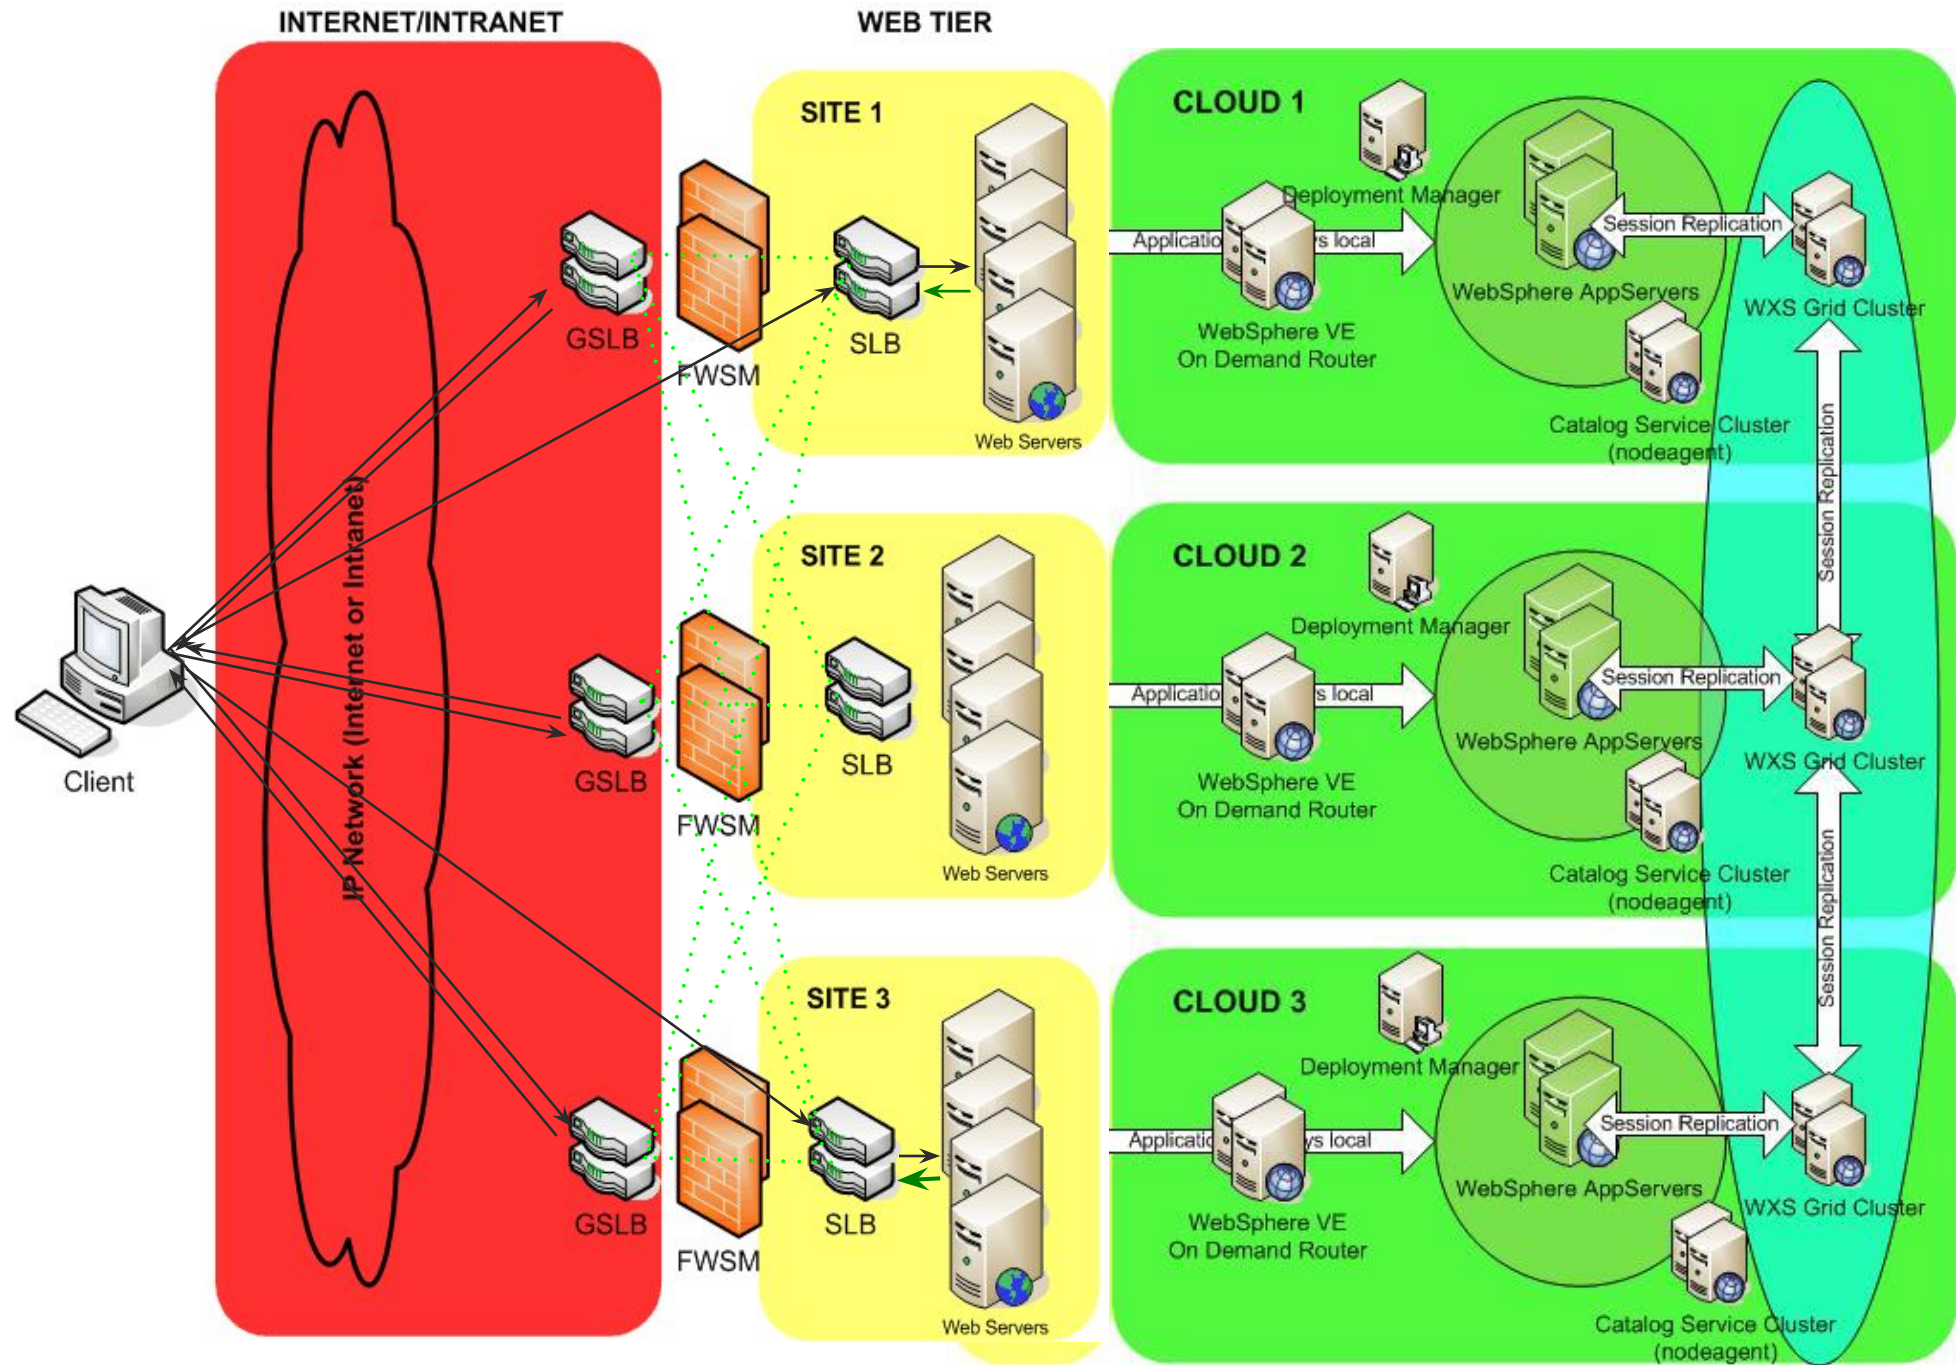 INTERNET/INTRANET
WEB TIER
IP Network (Internet or Intranet)
Client
GSLB
FWSM
SITE 1
SLB
Web Servers
CLOUD 1
Deployment Manager
ys local
WebSphere VE
On Demand Router
WebSphere AppServers
Session Replication
WXS Grid Cluster
Catalog Service Cluster
(nodeagent)
Session Replication
GSLB
FWSM
SITE 2
SLB
Web Servers
CLOUD 2
Deployment Manager
Applicatio
ys local
WebSphere VE
On Demand Router
WebSphere AppServers
Session Replication
WXS Grid Cluster
Catalog Service Cluster
(nodeagent)
Session Replication
GSLB
FWSM
SITE 3
SLB
Web Servers
CLOUD 3
Deployment Manager
Applicatio
ys local
WebSphere VE
On Demand Router
WebSphere AppServers
Session Replication
WXS Grid Cluster
Catalog Service Cluster
(nodeagent)